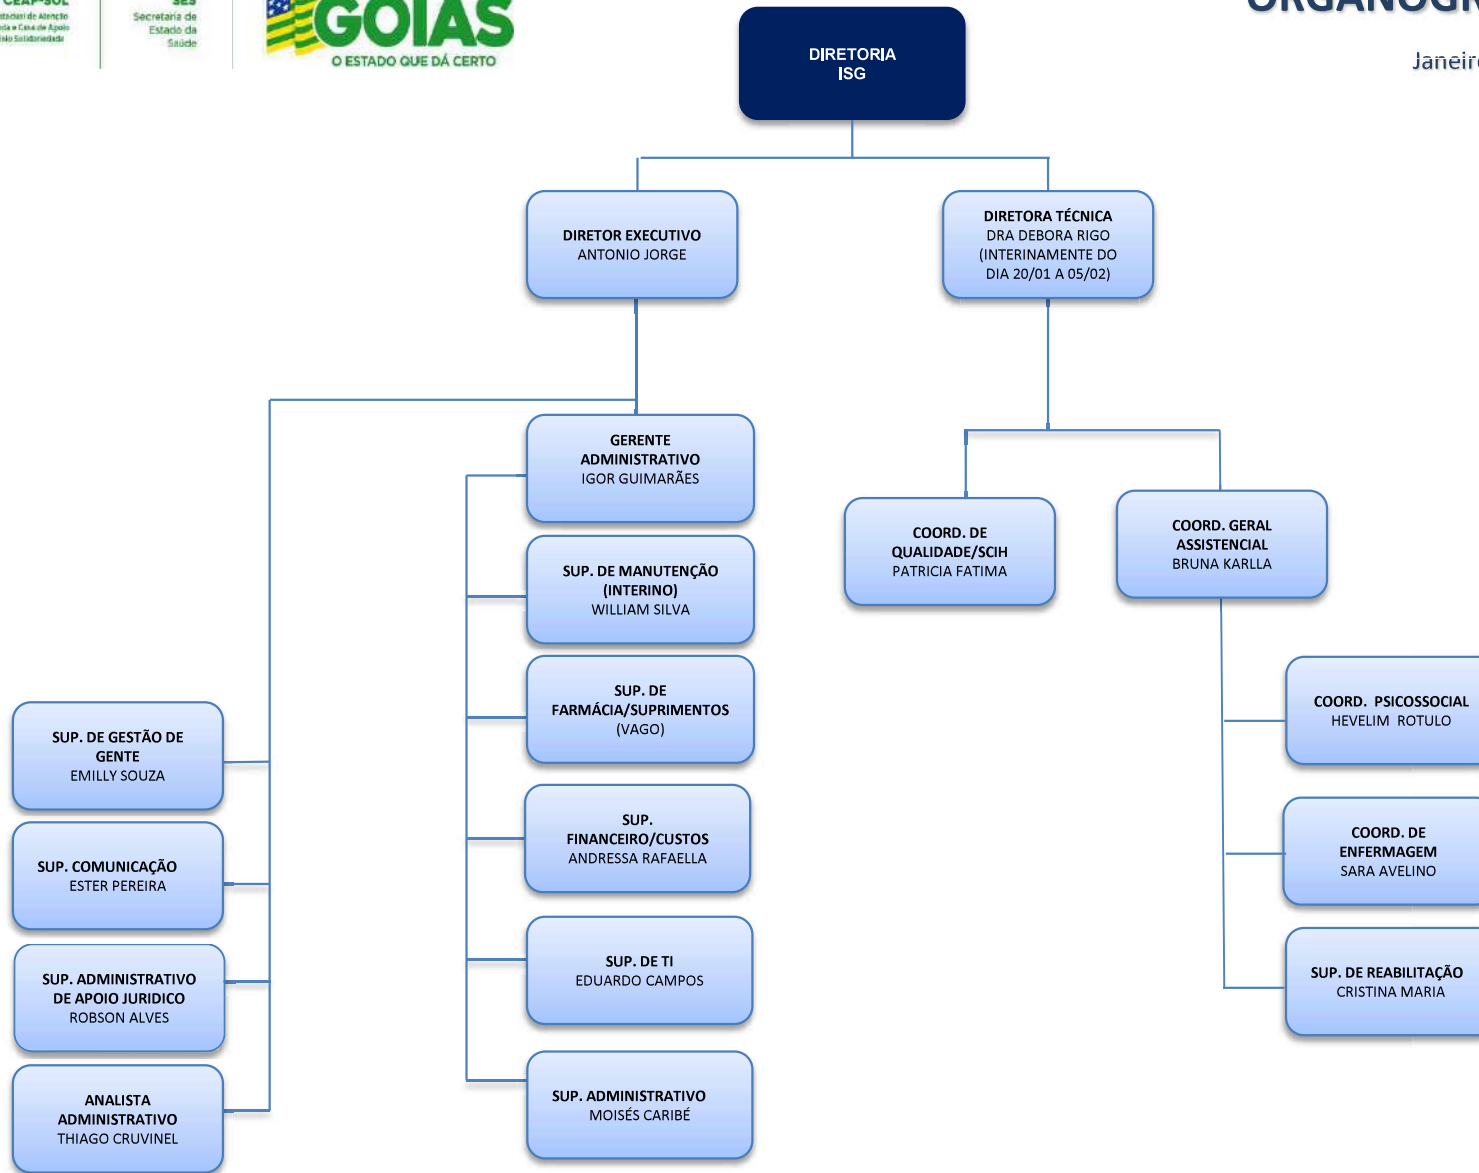 CEAP-SOL
SES
Secretaria de
Estado da
Saúde
GOIÁS
O ESTADO QUE DÁ CERTO
DIRETORIA
ISG
DIRETOR EXECUTIVO
ANTONIO JORGE
DIRETORA TÉCNICA
DRA DEBORA RIGO
(INTERINAMENTE DO
DIA 20/01 A 05/02)
GERENTE
ADMINISTRATIVO
IGOR GUIMARÃES
SUP. DE MANUTENÇÃO
(INTERINO)
WILLIAM SILVA
SUP. DE
FARMÁCIA/SUPRIMENTOS
(VAGO)
SUP.
FINANCEIRO/CUSTOS
ANDRESSA RAFAELLA
SUP. DE TI
EDUARDO CAMPOS
SUP. ADMINISTRATIVO
MOISÉS CARIBÉ
SUP. DE GESTÃO DE
GENTE
EMILLY SOUZA
SUP. COMUNICAÇÃO
ESTER PEREIRA
SUP. ADMINISTRATIVO
DE APOIO JURIDICO
ROBSON ALVES
ANALISTA
ADMINISTRATIVO
THIAGO CRUVINEL
COORD. DE
QUALIDADE/SCIH
PATRICIA FATIMA
COORD. GERAL
ASSISTENCIAL
BRUNA KARLLA
COORD. PSICOSSOCIAL
HEVELIM ROTULO
COORD. DE
ENFERMAGEM
SARA AVELINO
SUP. DE REABILITAÇÃO
CRISTINA MARIA